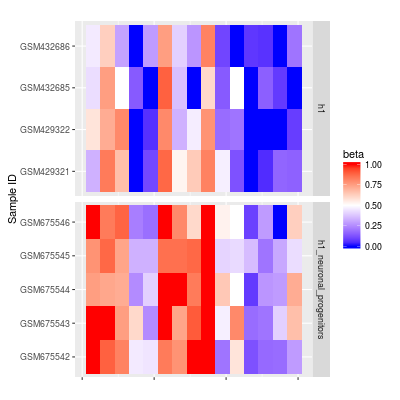 GSM432686
GSM432685
GSM429322
GSM429321
h1
GSM675546
GSM675545
GSM675544
GSM675543
GSM675542
h1_neuronal_progenitors
Sample ID
beta
1.00
0.75
0.50
0.25
0.00